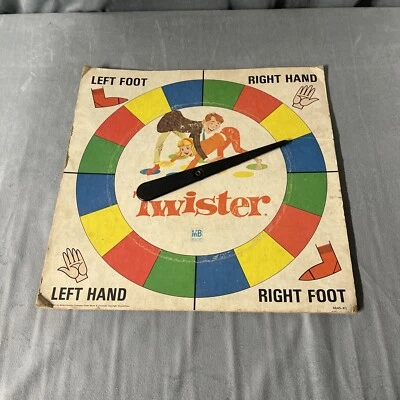 LEFT FOOT
RIGHT HAND
Twister
MB
LEFT HAND
RIGHT FOOT